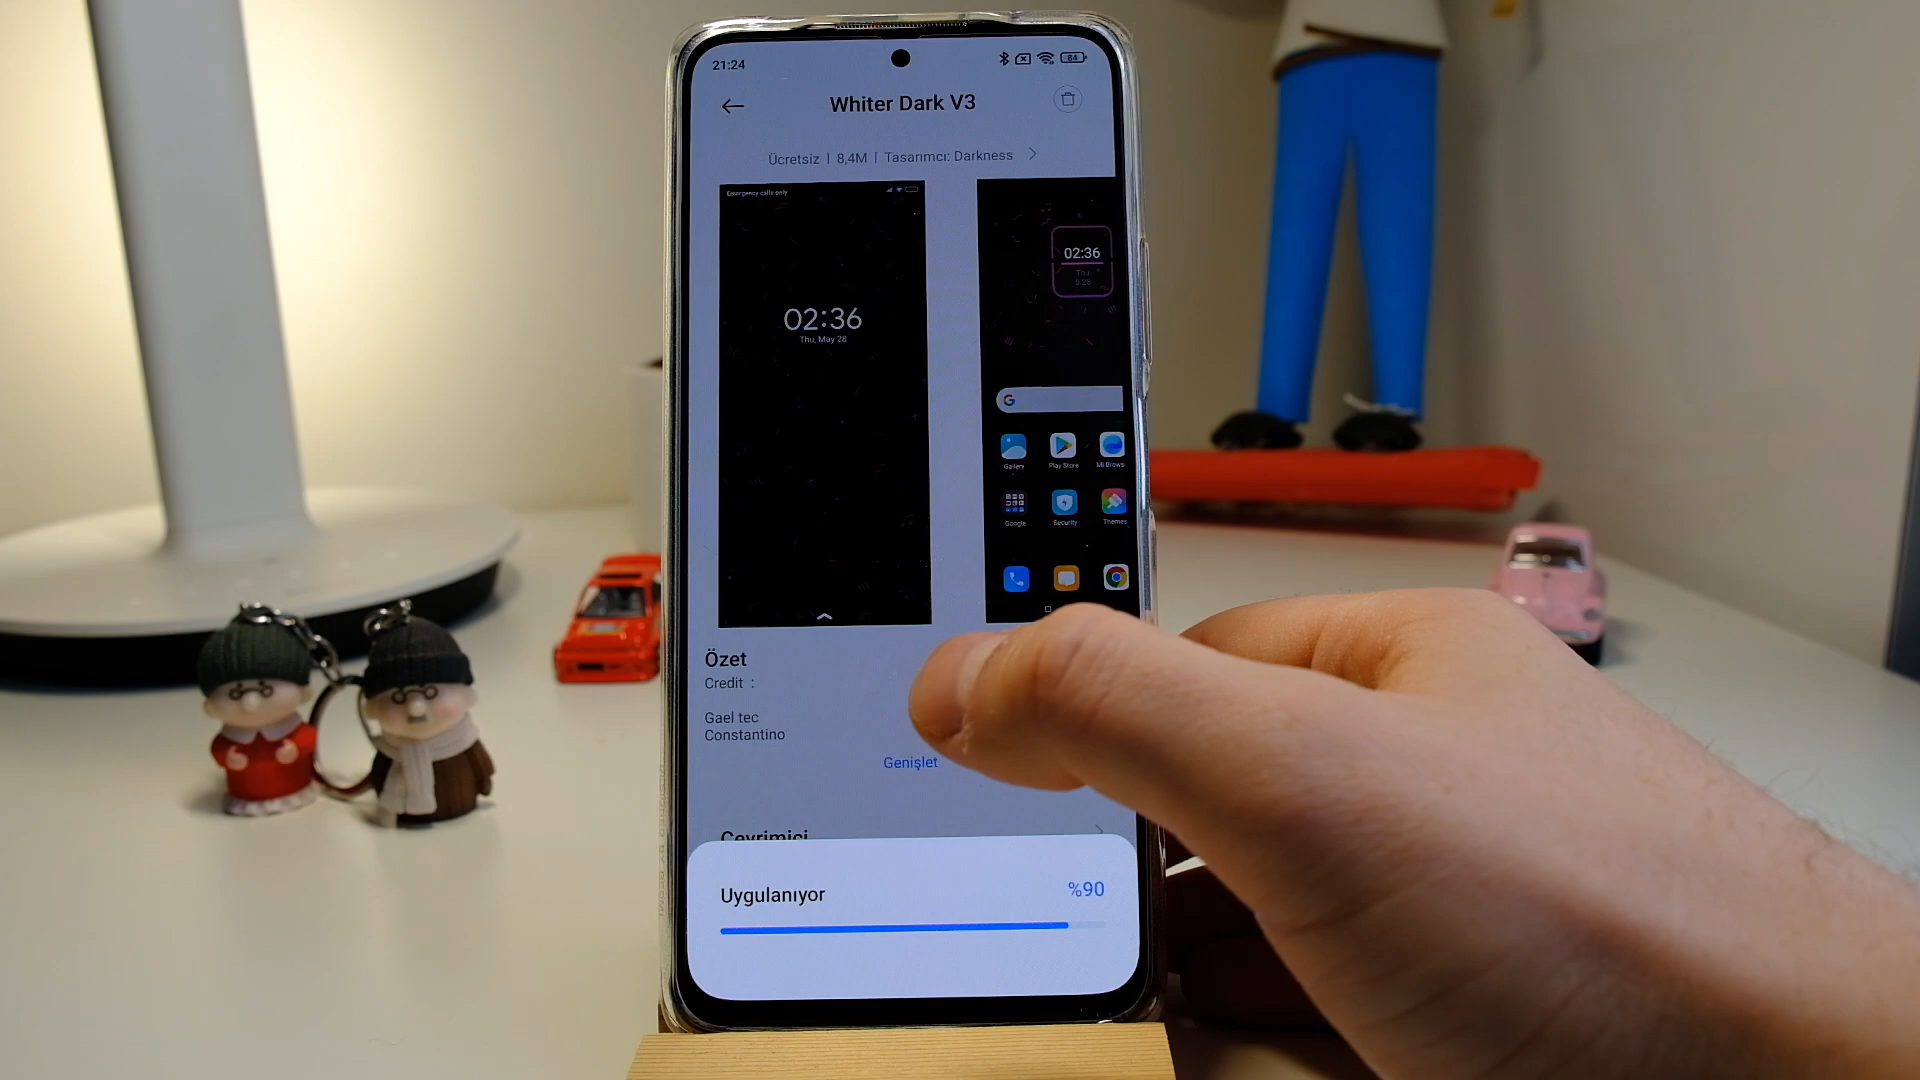 21:24
84
Whiter Dark V3
Ücretsiz | 8,4M | Tasarımcı: Darkness
Emergency calls only
02:36
Thu, May 28
02:36
Thu
5.28
Gallery
Play Store
Mi Brows
Google
Security
Themes
Özet
Credit :
Gael tec
Constantino
Genişlet
Çevrimiçi
Uygulanıyor
%90